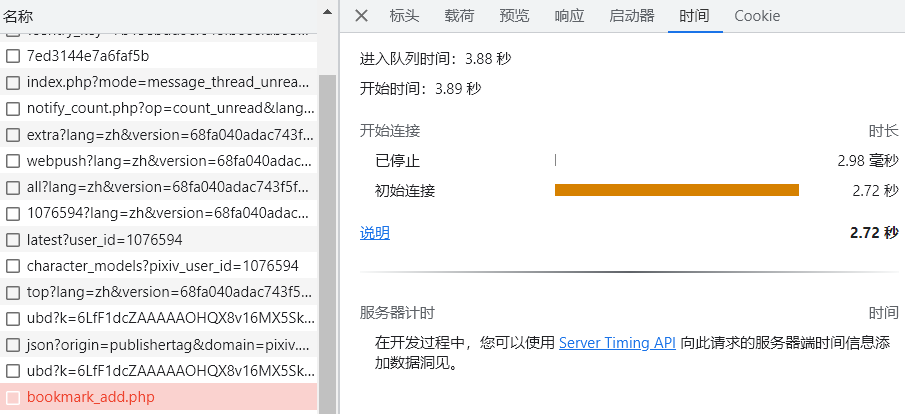 名称
7ed3144e7a6faf5b
index.php?mode=message_thread_unrea...
notify_count.php?op=count_unread&lang...
extra?lang=zh&version=68fa040adac743f...
webpush?lang=zh&version=68fa040adac...
all?lang=zh&version=68fa040adac743f5f...
1076594?lang=zh&version=68fa040adac...
latest?user_id=1076594
character_models?pixiv_user_id=1076594
top?lang=zh&version=68fa040adac743f5...
ubd?k=6LfF1dcZAAAAAOHQX8v16MX5Sk...
json?origin=publishertag&domain=pixiv....
ubd?k=6LfF1dcZAAAAAOHQX8v16MX5Sk...
bookmark_add.php
标头 载荷 预览 响应 启动器 时间 Cookie
进入队列时间：3.88 秒
开始时间：3.89 秒
开始连接 时长
已停止 2.98 毫秒
初始连接 2.72 秒
说明 2.72 秒
服务器计时 时间
在开发过程中，您可以使用 Server Timing API 向此请求的服务器端时间信息添
加数据洞见。